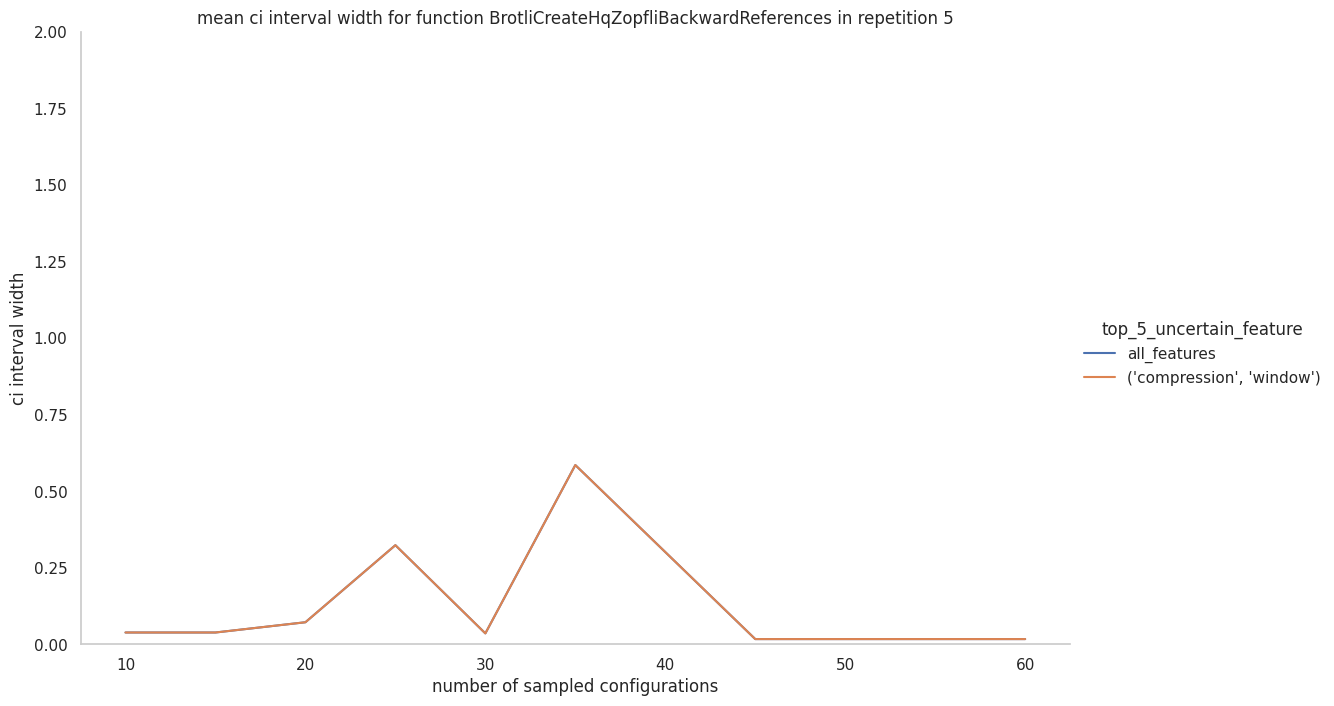 mean ci interval width for function BrotliCreateHqZopfliBackwardReferences in repetition 5
2.00
1.75
1.50
1.25
1.00
0.75
0.50
0.25
0.00
ci interval width
10
20
30
40
50
60
number of sampled configurations
top_5_uncertain_feature
all_features
('compression', 'window')